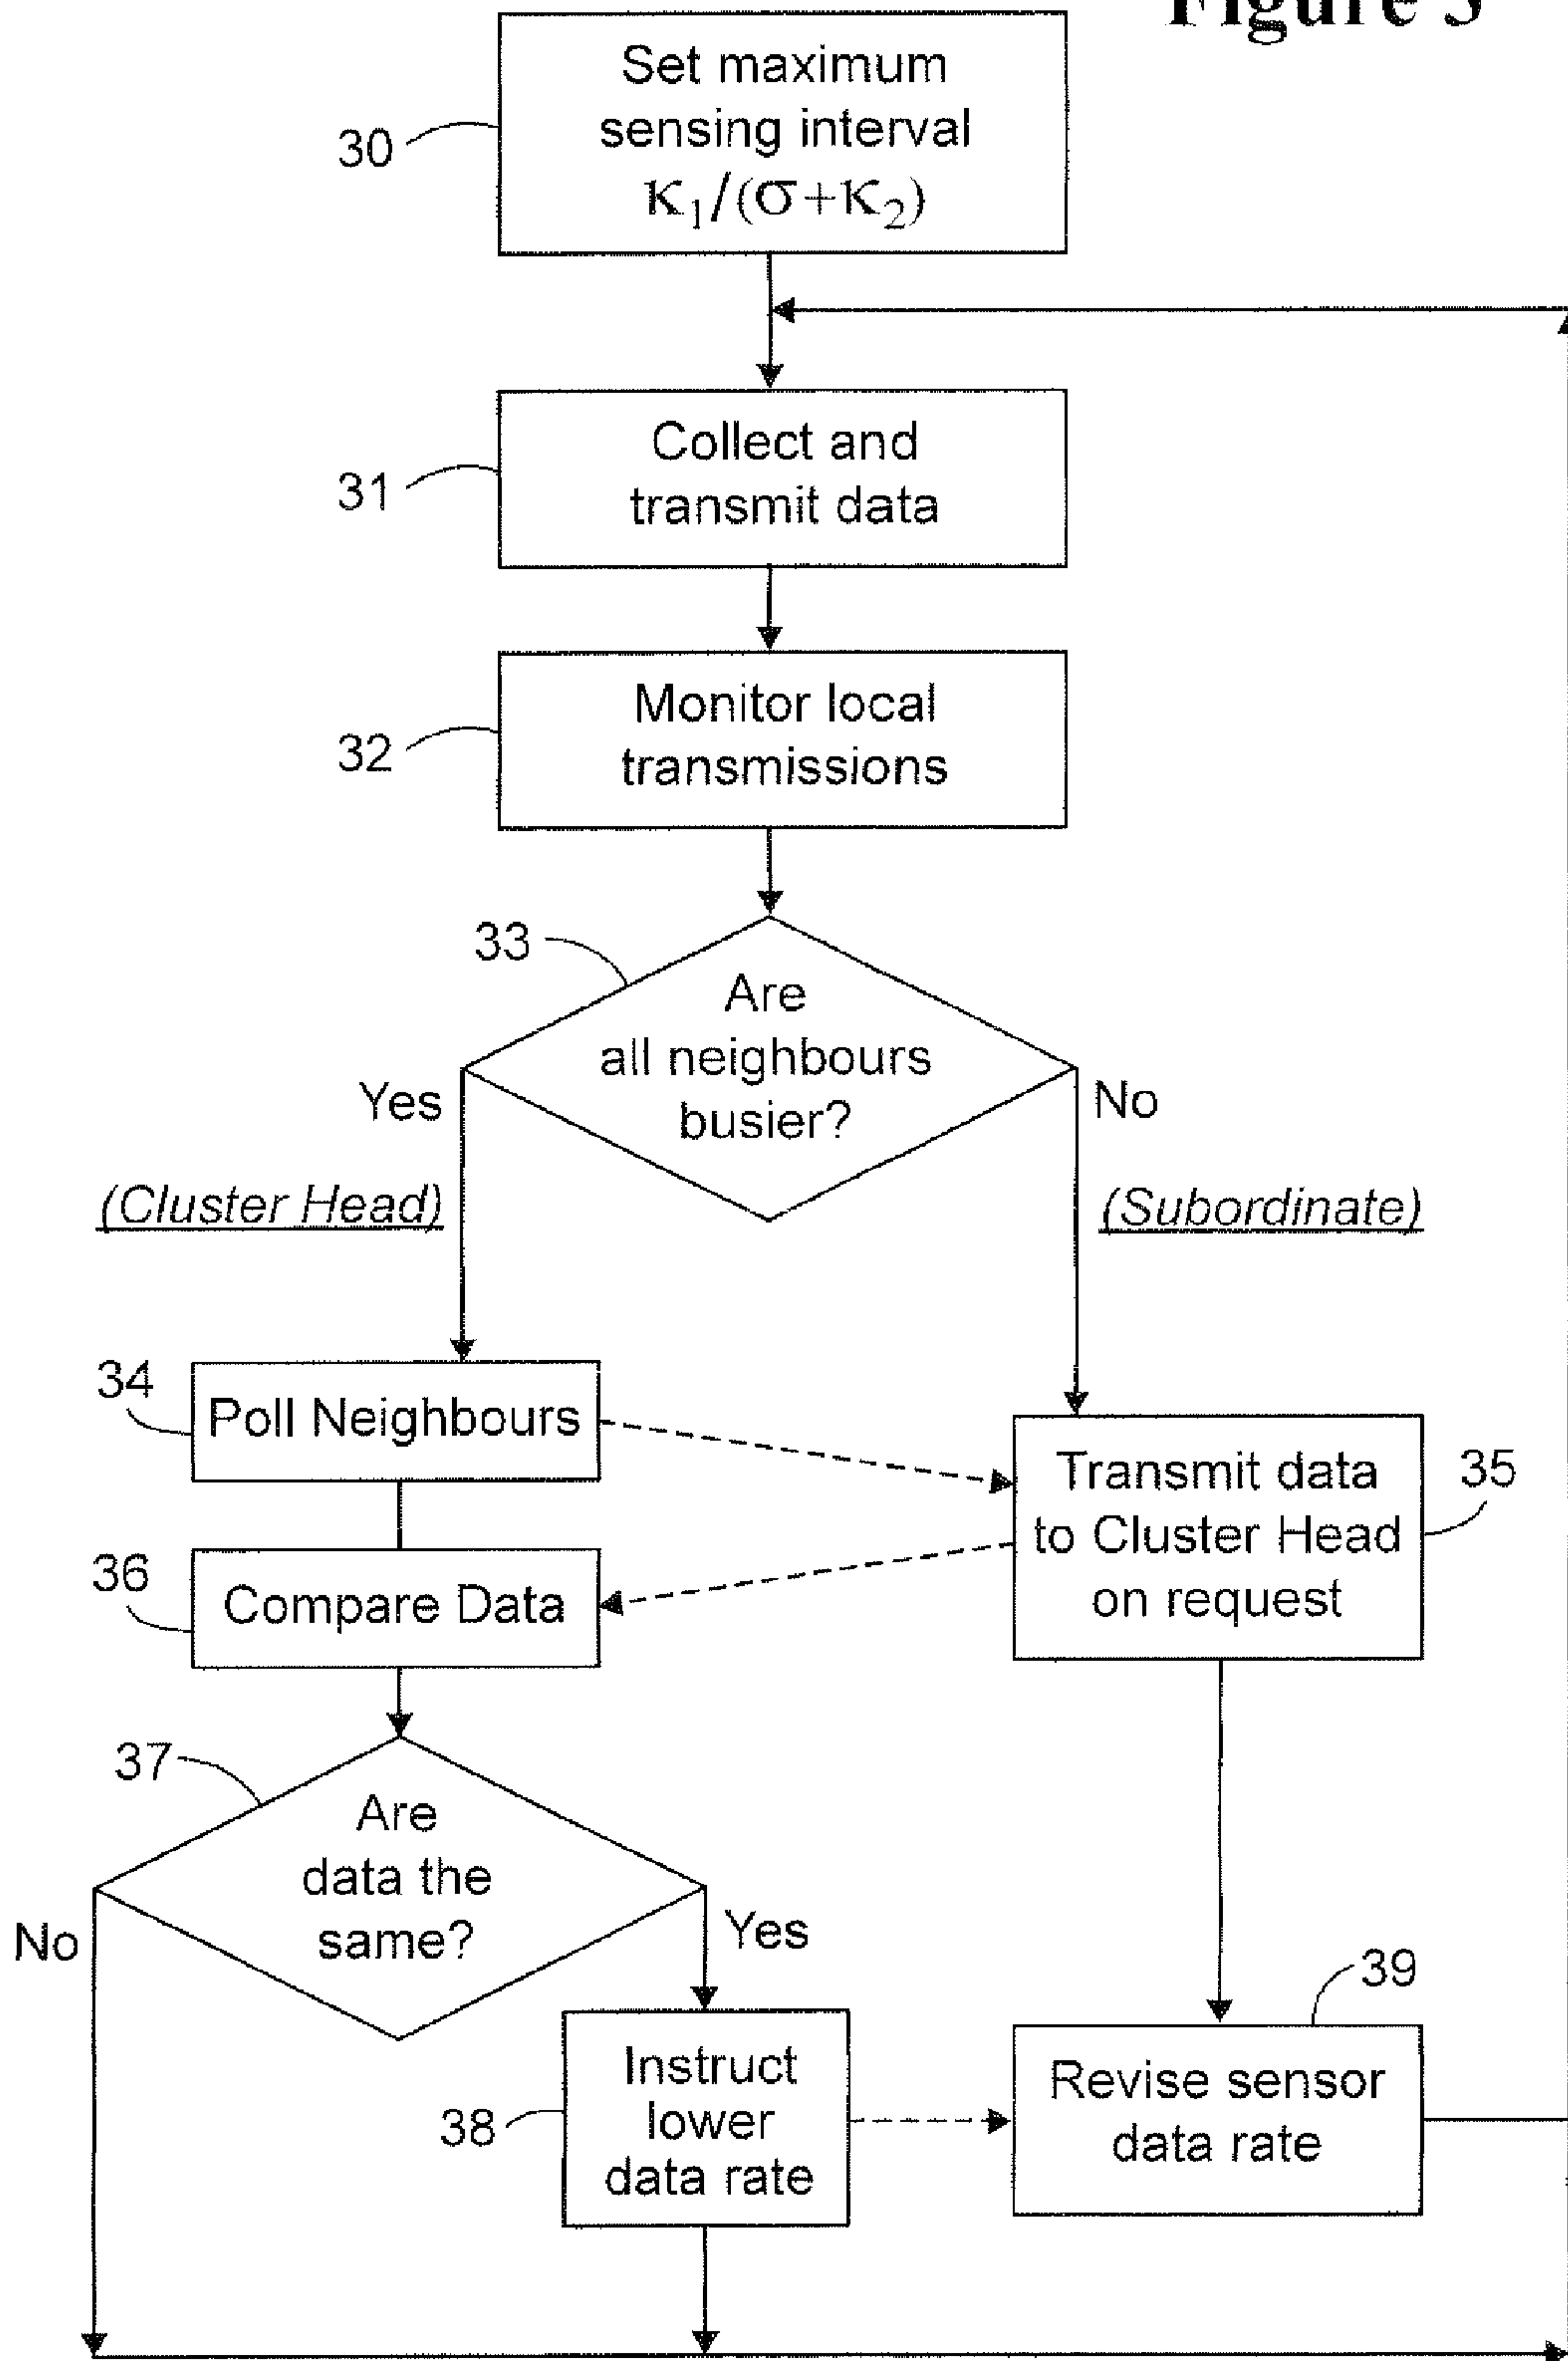 Set maximum
sensing interval
κ₁/(σ+κ₂)
30
Collect and
transmit data
31
Monitor local
transmissions
32
33
Are
all neighbours
busier?
Yes
No
(Cluster Head)
(Subordinate)
34
Poll Neighbours
Transmit data
to Cluster Head
on request
35
36
Compare Data
37
Are
data the
same?
No
Yes
39
Instruct
lower
data rate
38
Revise sensor
data rate